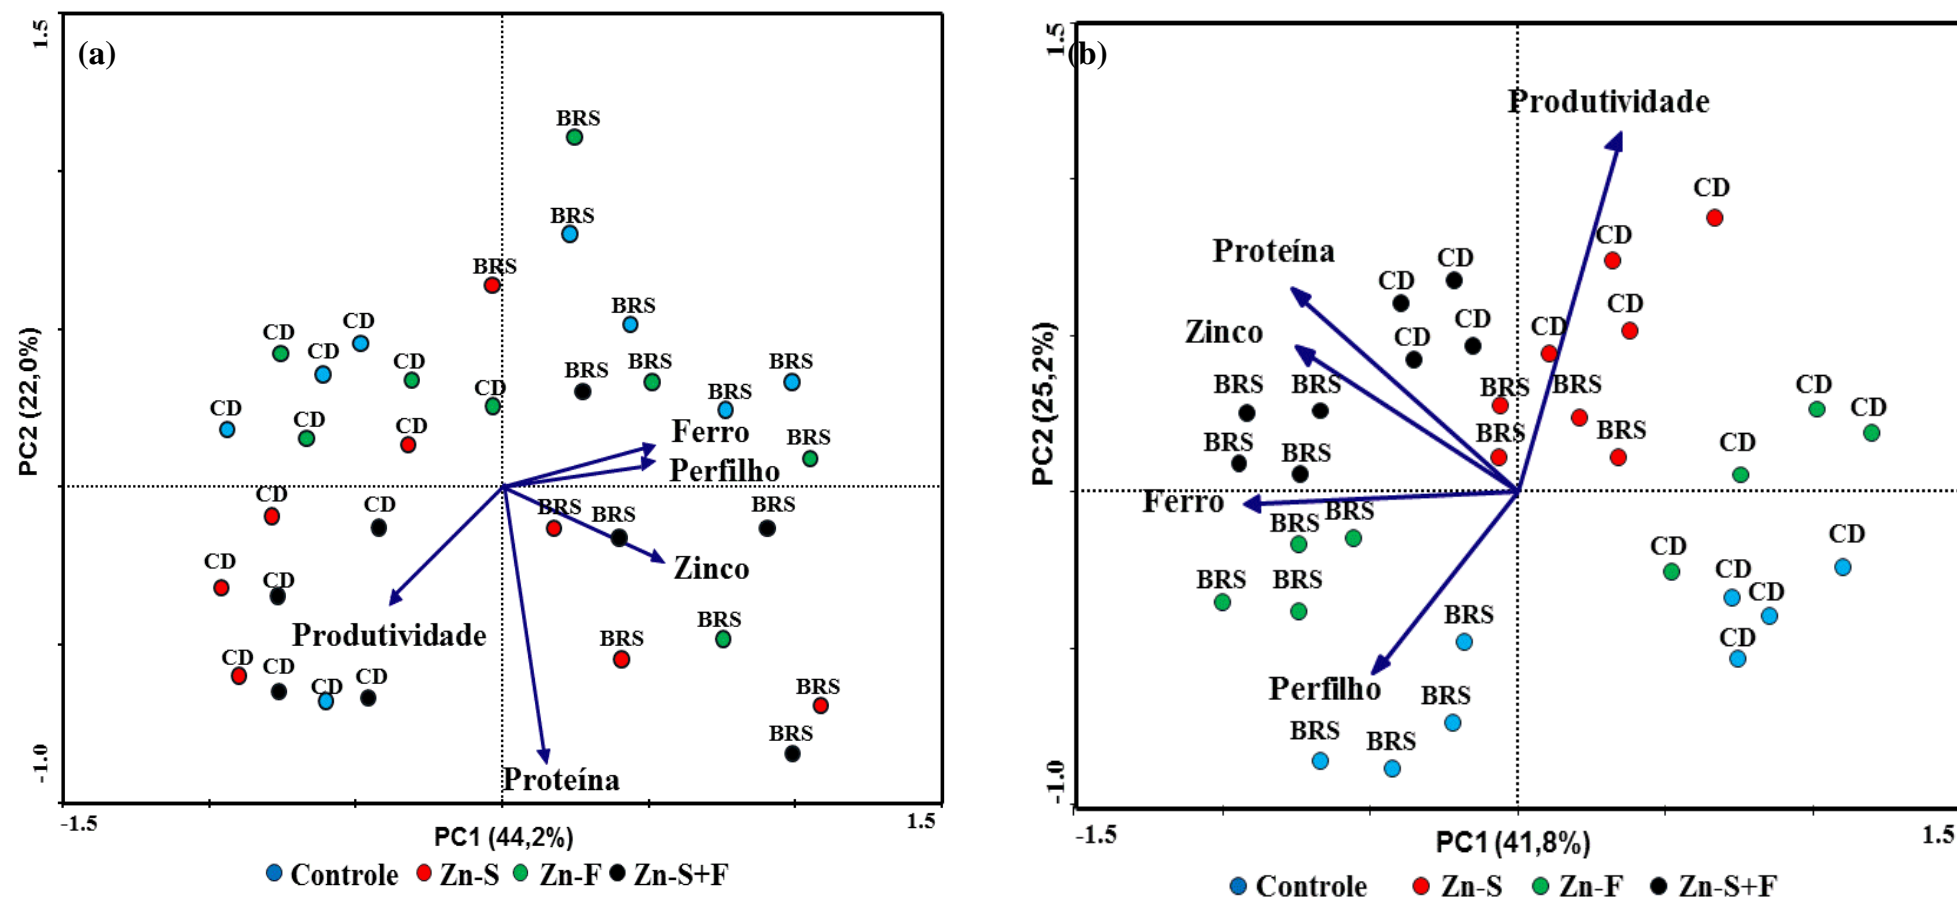 (a)
1.5
PC2 (22,0%)
-1.0
BRS
BRS
BRS
BRS
CD
CD
CD
CD
BRS
BRS
BRS
CD
BRS
CD
CD
CD
Ferro
BRS
Perfilho
CD
CD
BRS
BRS
BRS
CD
CD
Zinco
Produtividade
BRS
BRS
CD
CD
CD
CD
BRS
BRS
Proteína
-1.5
PC1 (44,2%)
1.5
Controle Zn-S Zn-F Zn-S+F
(b)
1.5
PC2 (25,2%)
-1.0
Produtividade
CD
CD
Proteína
CD
CD
CD
Zinco
CD
CD
CD
BRS
BRS
BRS
BRS
CD
CD
BRS
BRS
BRS
BRS
CD
Ferro
BRS
BRS
CD
CD
BRS
BRS
CD
CD
BRS
CD
Perfilho
BRS
BRS
BRS
-1.5
PC1 (41,8%)
1.5
Controle Zn-S Zn-F Zn-S+F